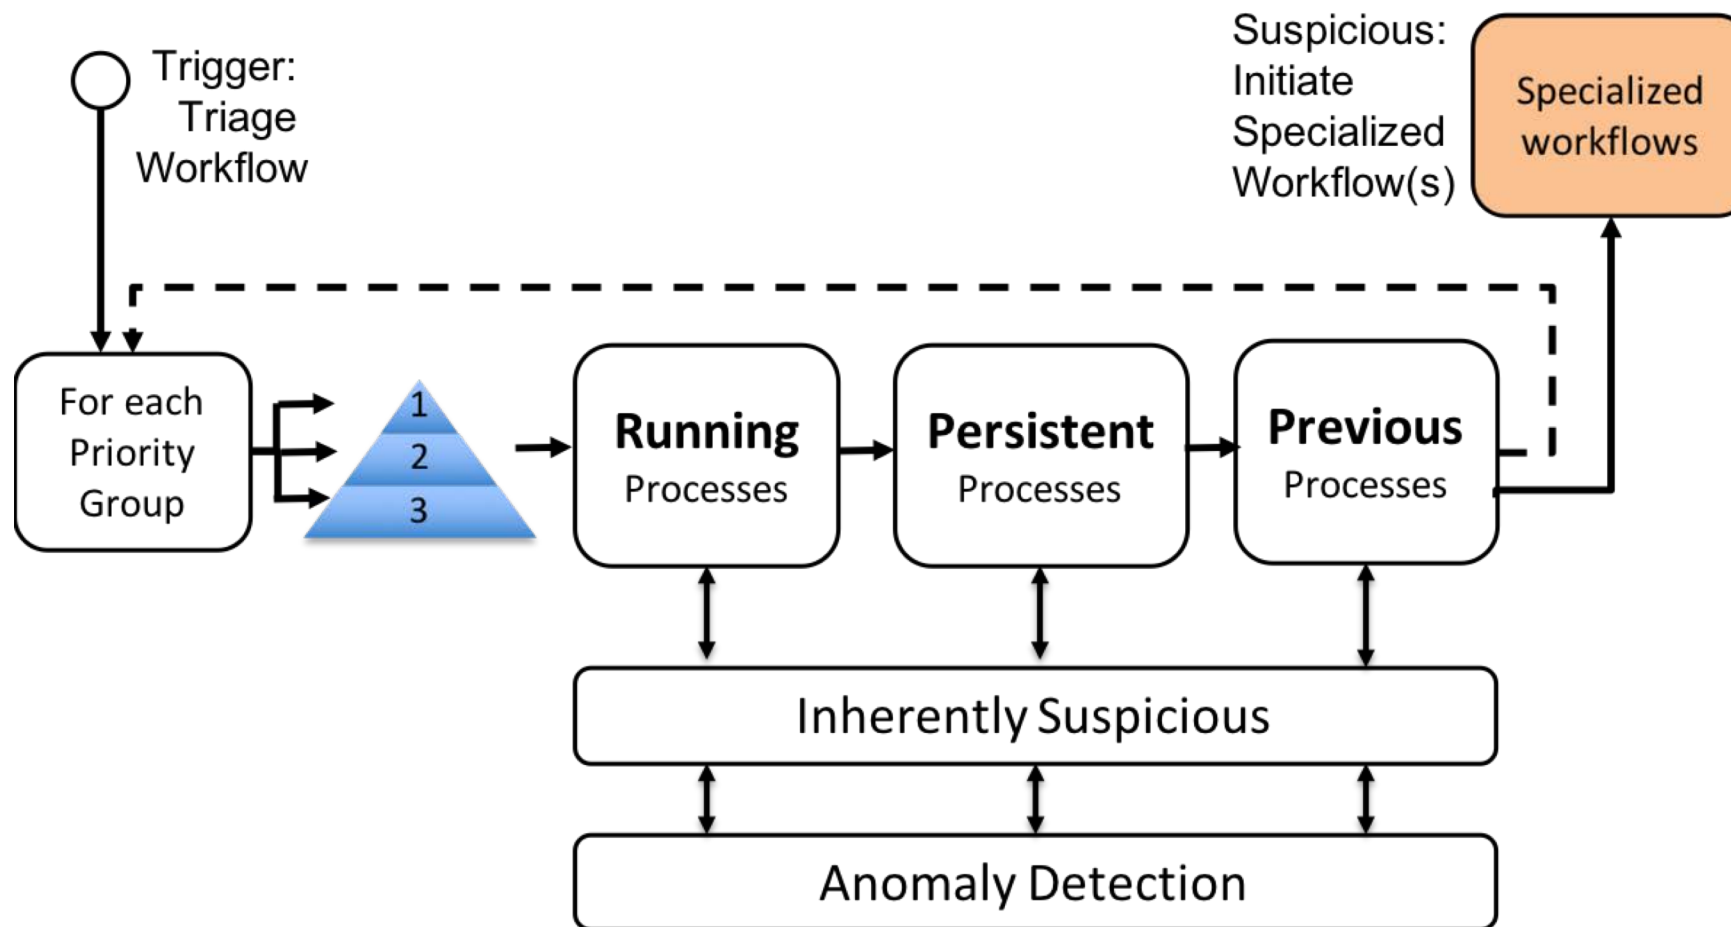 Trigger:
Triage
Workflow
Suspicious:
Initiate
Specialized
Workflow(s)
Specialized
workflows
For each
Priority
Group
1
2
3
Running
Processes
Persistent
Processes
Previous
Processes
Inherently Suspicious
Anomaly Detection